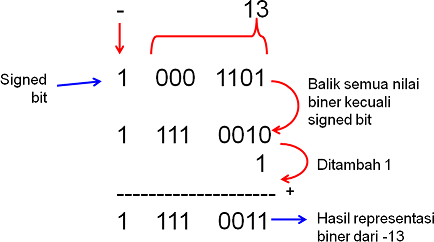 - 13
Signed bit
1 000 1101
Balik semua nilai
biner kecuali
signed bit
1 111 0010
1
Ditambah 1
---------------------- +
1 111 0011
Hasil representasi
biner dari -13